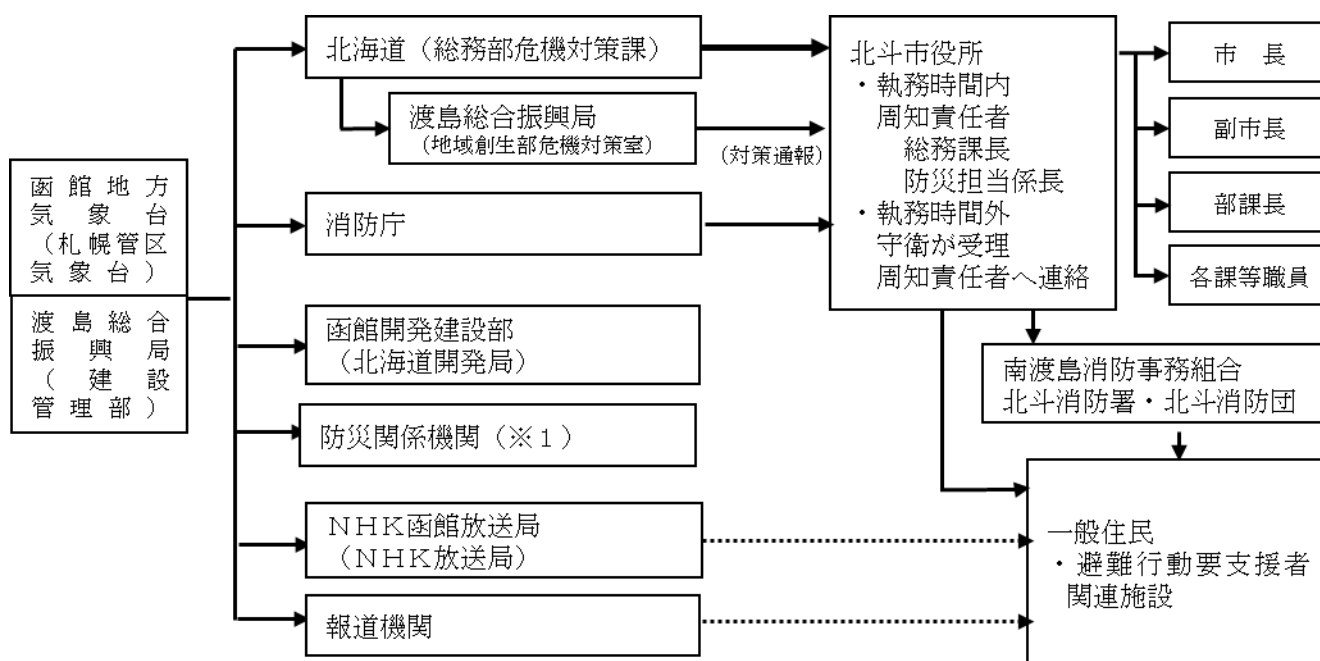 函館地方
気象台
（札幌管区
気象台）
渡島総合
振興局
（建設
管理部）
北海道（総務部危機対策課）
渡島総合振興局
（地域創生部危機対策室）
（対策通報）
消防庁
函館開発建設部
（北海道開発局）
防災関係機関（※１）
ＮＨＫ函館放送局
（ＮＨＫ放送局）
報道機関
北斗市役所
・執務時間内
周知責任者
総務課長
防災担当係長
・執務時間外
守衛が受理
周知責任者へ連絡
市　長
副市長
部課長
各課等職員
南渡島消防事務組合
北斗消防署・北斗消防団
一般住民
・避難行動要支援者
関連施設